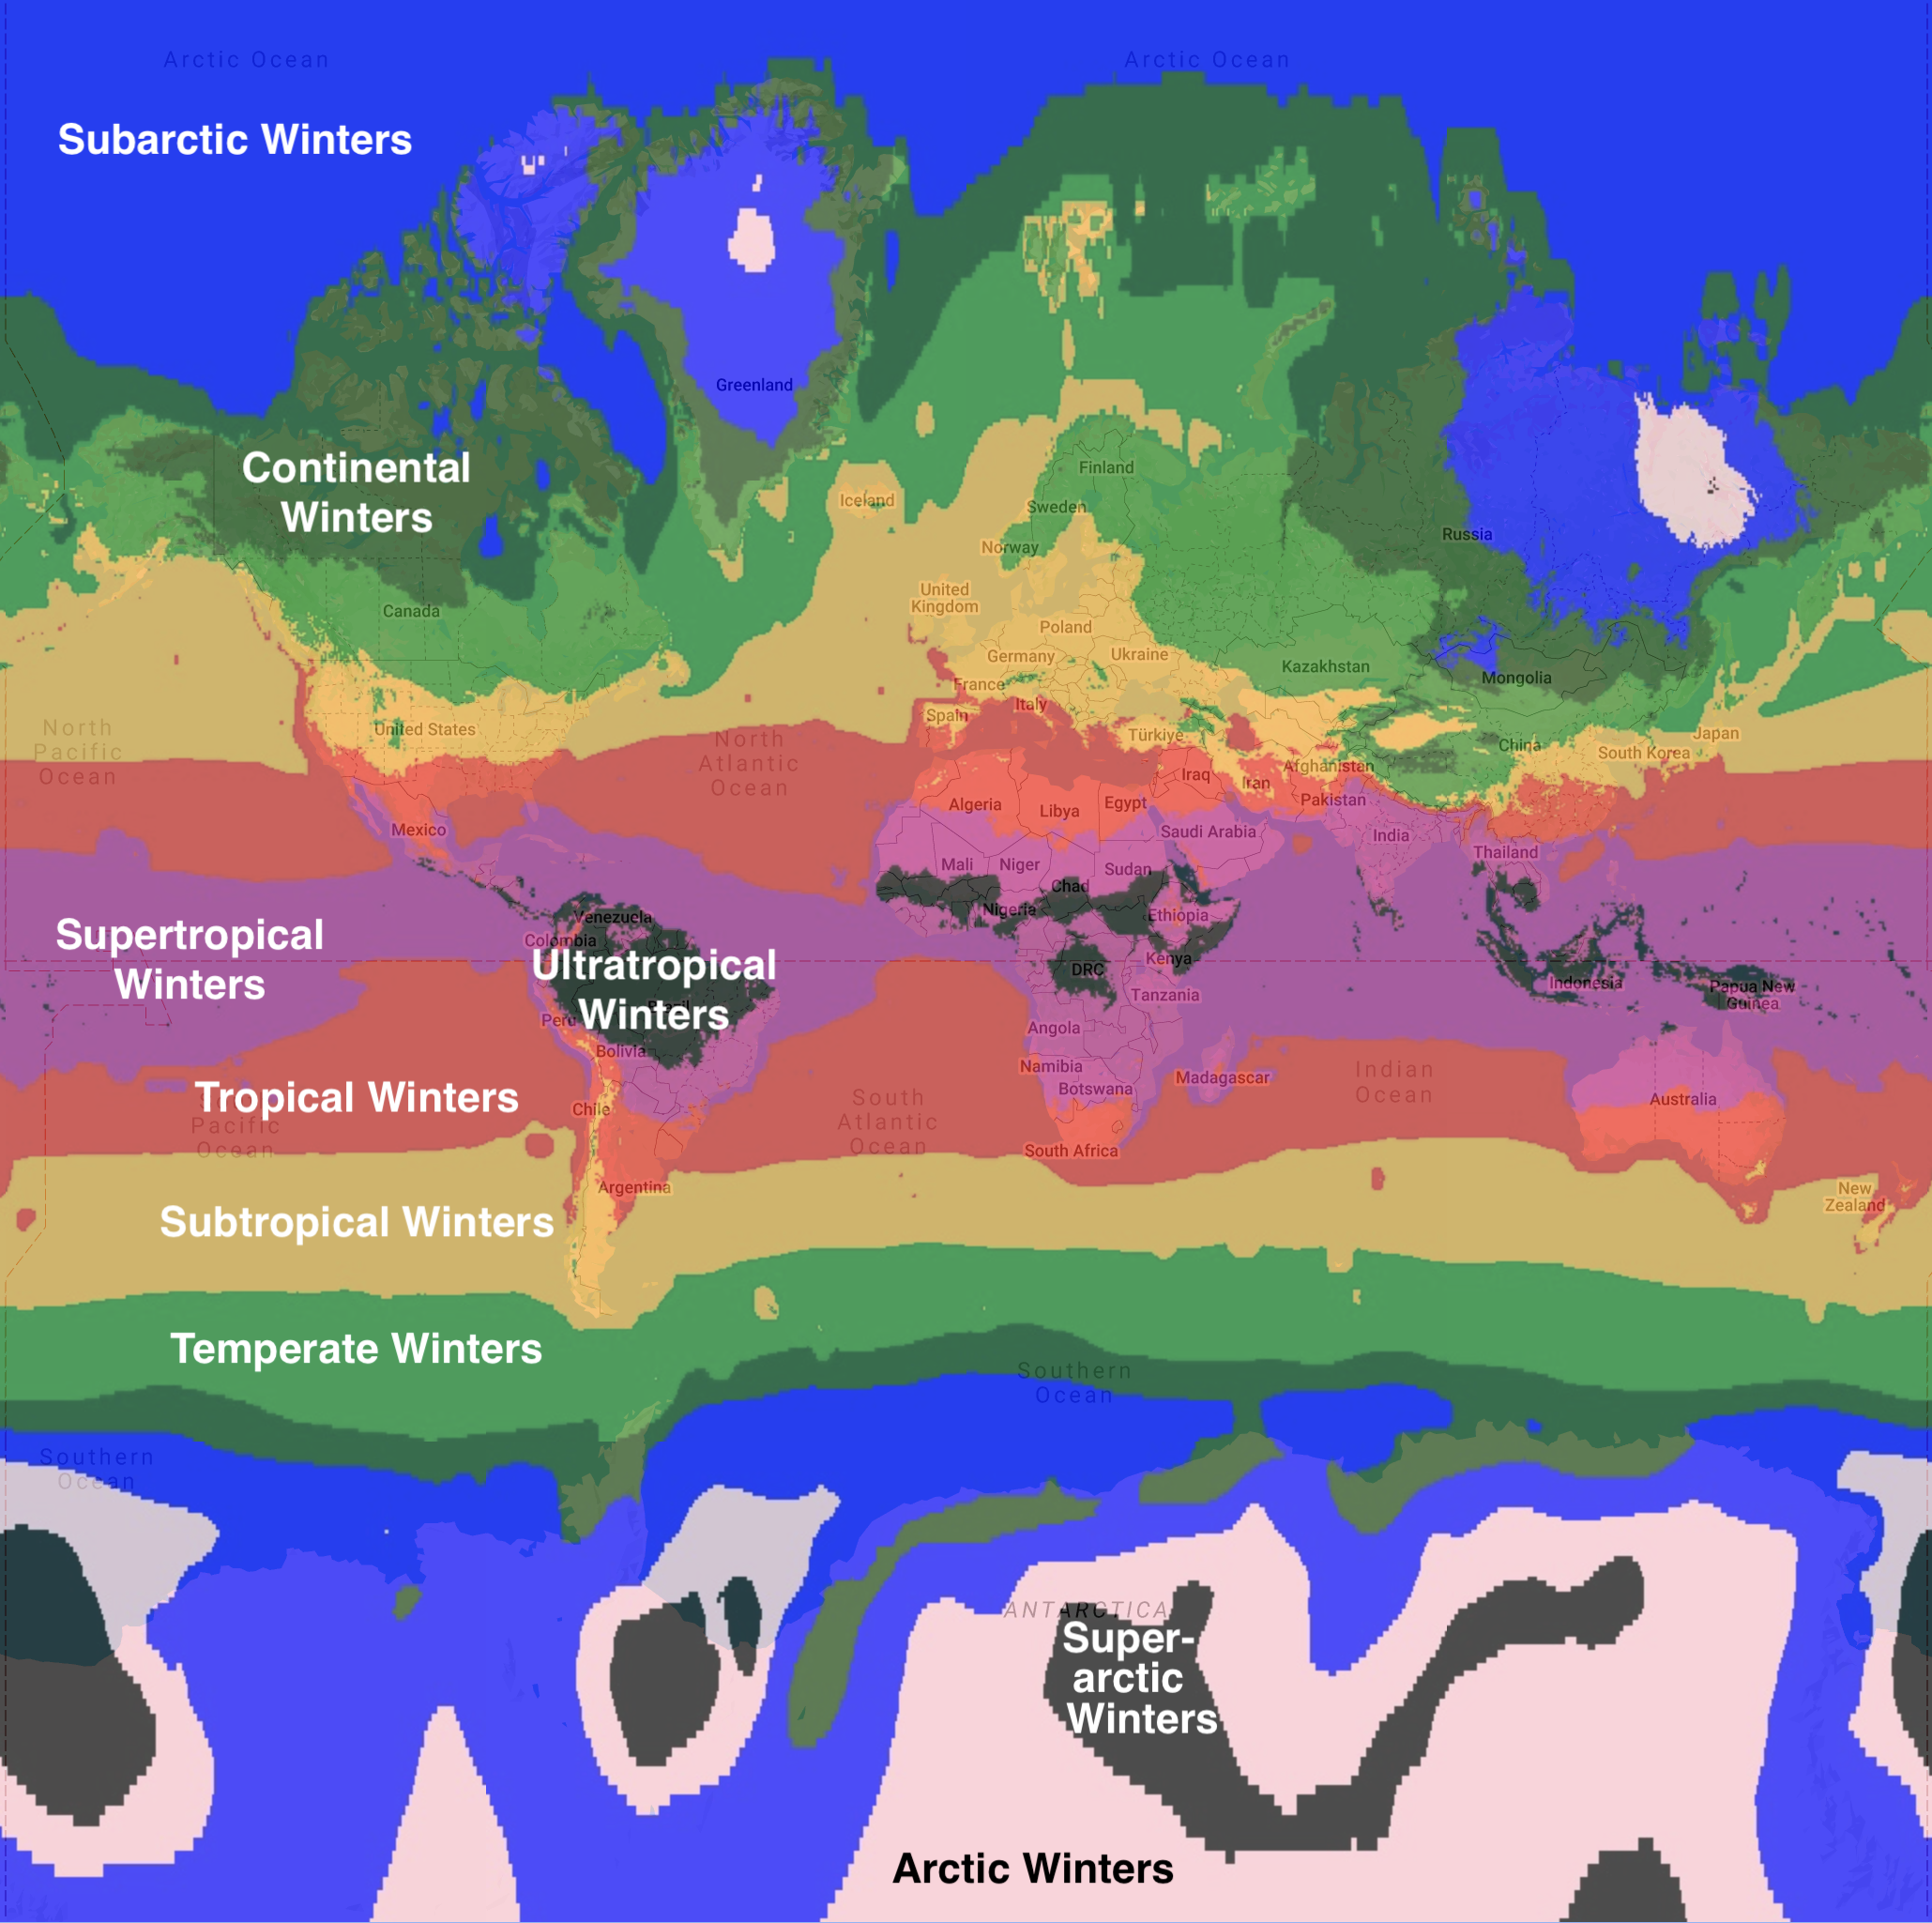 Arctic Ocean
Arctic Ocean
Subarctic Winters
Greenland
Continental
Winters
Finland
Iceland
Sweden
Russia
Norway
United
Kingdom
Canada
Poland
Germany
Ukraine
Kazakhstan
Mongolia
France
Italy
Spain
United States
Türkiye
North
Pacific
Ocean
North
Atlantic
Ocean
China
South Korea
Japan
Afghanistan
Iraq
Iran
Pakistan
Algeria
Libya
Egypt
Mexico
Saudi Arabia
India
Thailand
Mali
Niger
Sudan
Chad
Nigeria
Ethiopia
Venezuela
Colombia
Supertropical
Winters
Ultratropical
Winters
Kenya
DRC
Indonesia
Papua New
Guinea
Tanzania
Brazil
Peru
Angola
Bolivia
Namibia
Botswana
Madagascar
Indian
Ocean
Tropical Winters
Pacific
Ocean
Chile
South
Atlantic
Ocean
Australia
South Africa
Argentina
New
Zealand
Subtropical Winters
Temperate Winters
Southern
Ocean
Southern
Ocean
ANTARCTICA
Super-
arctic
Winters
Arctic Winters